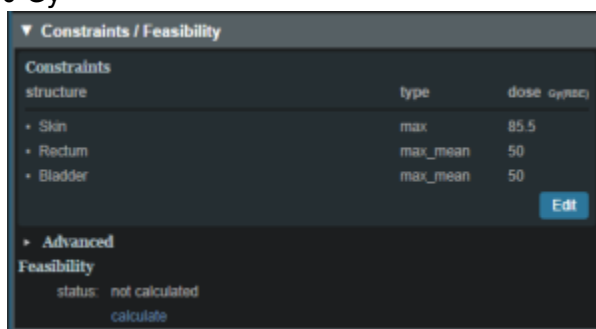 ▼ Constraints / Feasibility
Constraints
structure type dose Gy(RBE)
• Skin max 85.5
• Rectum max_mean 50
• Bladder max_mean 50
Edit
▸ Advanced
Feasibility
status: not calculated
calculate